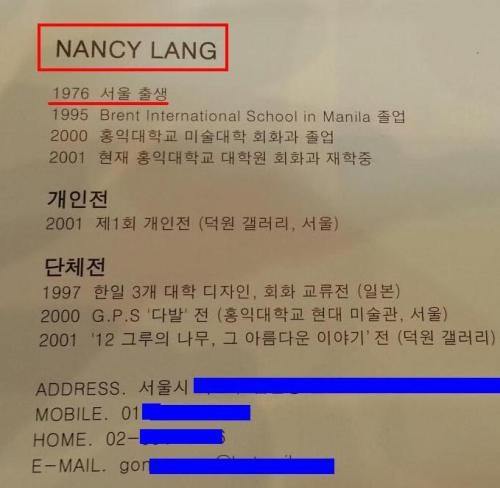 NANCY LANG
1976 서울 출생
1995 Brent International School in Manila 졸업
2000 홍익대학교 미술대학 회화과 졸업
2001 현재 홍익대학교 대학원 회화과 재학중
개인전
2001 제1회 개인전 (덕원 갤러리, 서울)
단체전
1997 한일 3개 대학 디자인, 회화 교류전 (일본)
2000 G.P.S '다발' 전 (홍익대학교 현대 미술관, 서울)
2001 '12 그루의 나무, 그 아름다운 이야기' 전 (덕원 갤러리)
ADDRESS. 서울시
MOBILE. 01
HOME. 02-
E-MAIL. gon